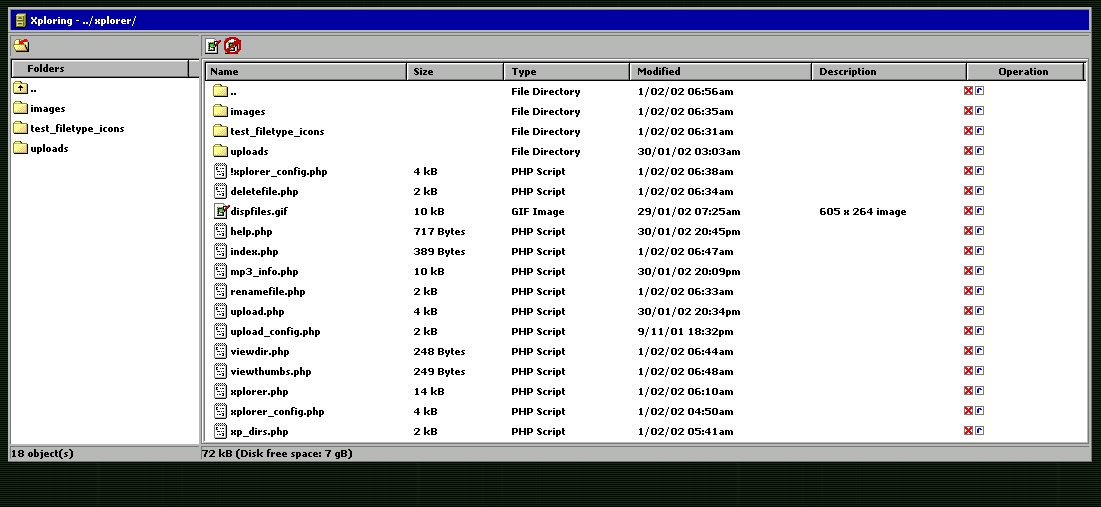 Xploring - ../xplorer/
Folders
..
images
test_filetype_icons
uploads
Name Size Type Modified Description Operation
.. File Directory 1/02/02 06:56am
images File Directory 1/02/02 06:35am
test_filetype_icons File Directory 1/02/02 06:31am
uploads File Directory 30/01/02 03:03am
!xplorer_config.php 4 kB PHP Script 1/02/02 06:38am
deletefile.php 2 kB PHP Script 1/02/02 06:34am
dispfiles.gif 10 kB GIF Image 29/01/02 07:25am 605 x 264 image
help.php 717 Bytes PHP Script 30/01/02 20:45pm
index.php 389 Bytes PHP Script 1/02/02 06:47am
mp3_info.php 10 kB PHP Script 30/01/02 20:09pm
renamefile.php 2 kB PHP Script 1/02/02 06:33am
upload.php 4 kB PHP Script 30/01/02 20:34pm
upload_config.php 2 kB PHP Script 9/11/01 18:32pm
viewdir.php 248 Bytes PHP Script 1/02/02 06:44am
viewthumbs.php 249 Bytes PHP Script 1/02/02 06:48am
xplorer.php 14 kB PHP Script 1/02/02 06:10am
xplorer_config.php 4 kB PHP Script 1/02/02 04:50am
xp_dirs.php 2 kB PHP Script 1/02/02 05:41am
18 object(s) 72 kB (Disk free space: 7 gB)